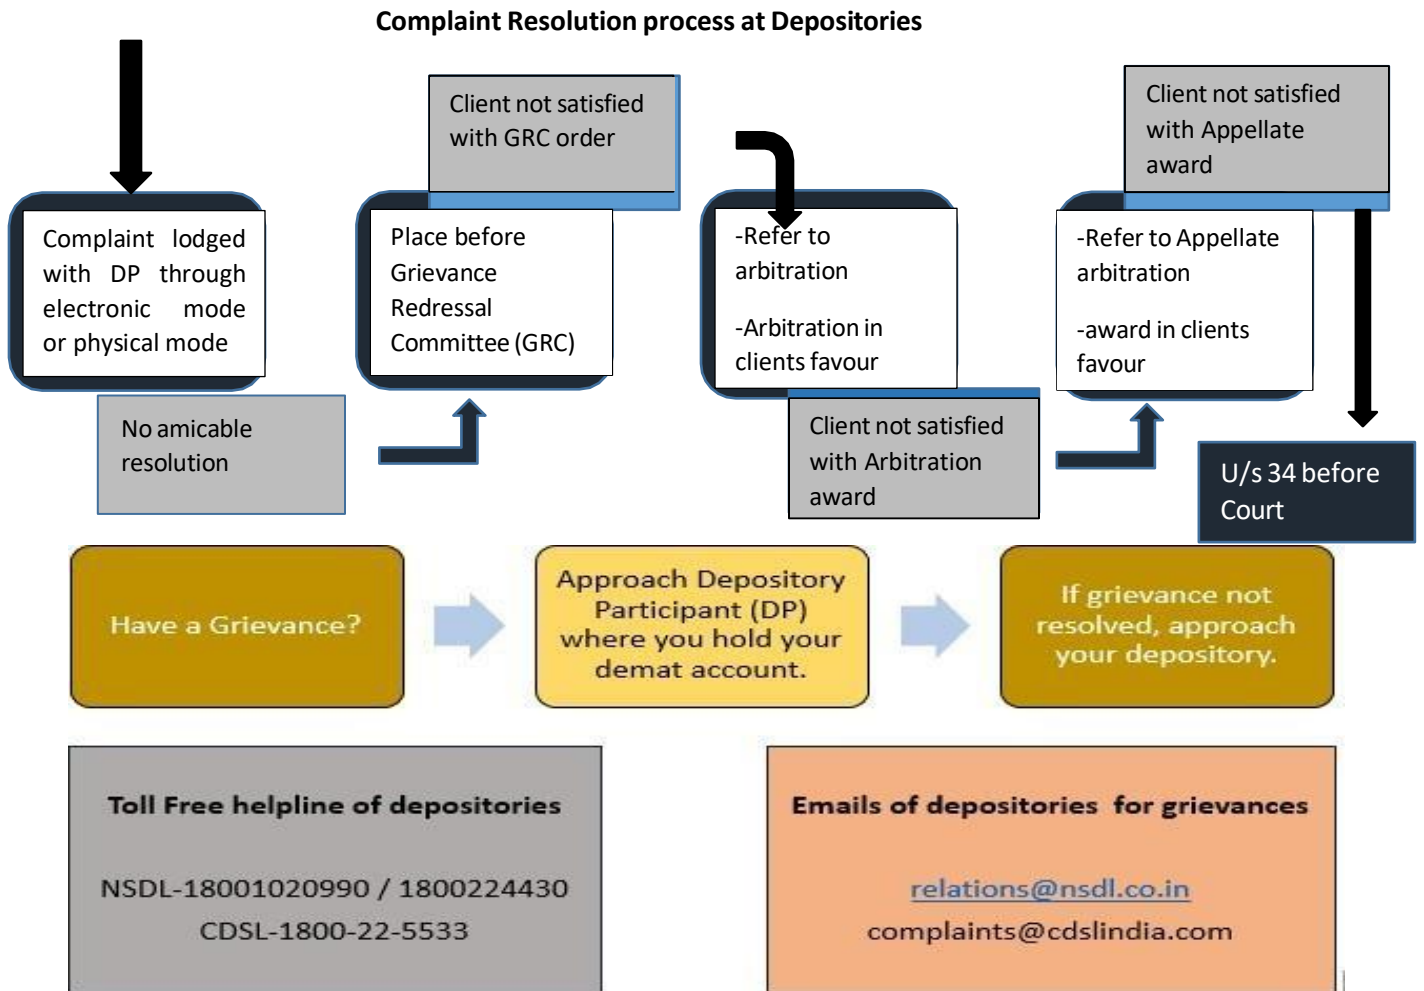 Complaint Resolution process at Depositories
Client not satisfied
with GRC order
Client not satisfied
with Appellate
award
Complaint lodged
with DP through
electronic mode
or physical mode
Place before
Grievance
Redressal
Committee (GRC)
-Refer to
arbitration
-Arbitration in
clients favour
-Refer to Appellate
arbitration
-award in clients
favour
No amicable
resolution
Client not satisfied
with Arbitration
award
U/s 34 before
Court
Have a Grievance?
Approach Depository
Participant (DP)
where you hold your
demat account.
If grievance not
resolved, approach
your depository.
Toll Free helpline of depositories
NSDL-18001020990 / 1800224430
CDSL-1800-22-5533
Emails of depositories for grievances
relations@nsdl.co.in
complaints@cdslindia.com